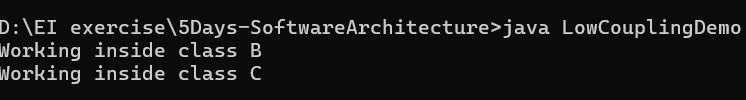 D:\EI exercise\5Days-SoftwareArchitecture>java LowCouplingDemo
Working inside class B
Working inside class C